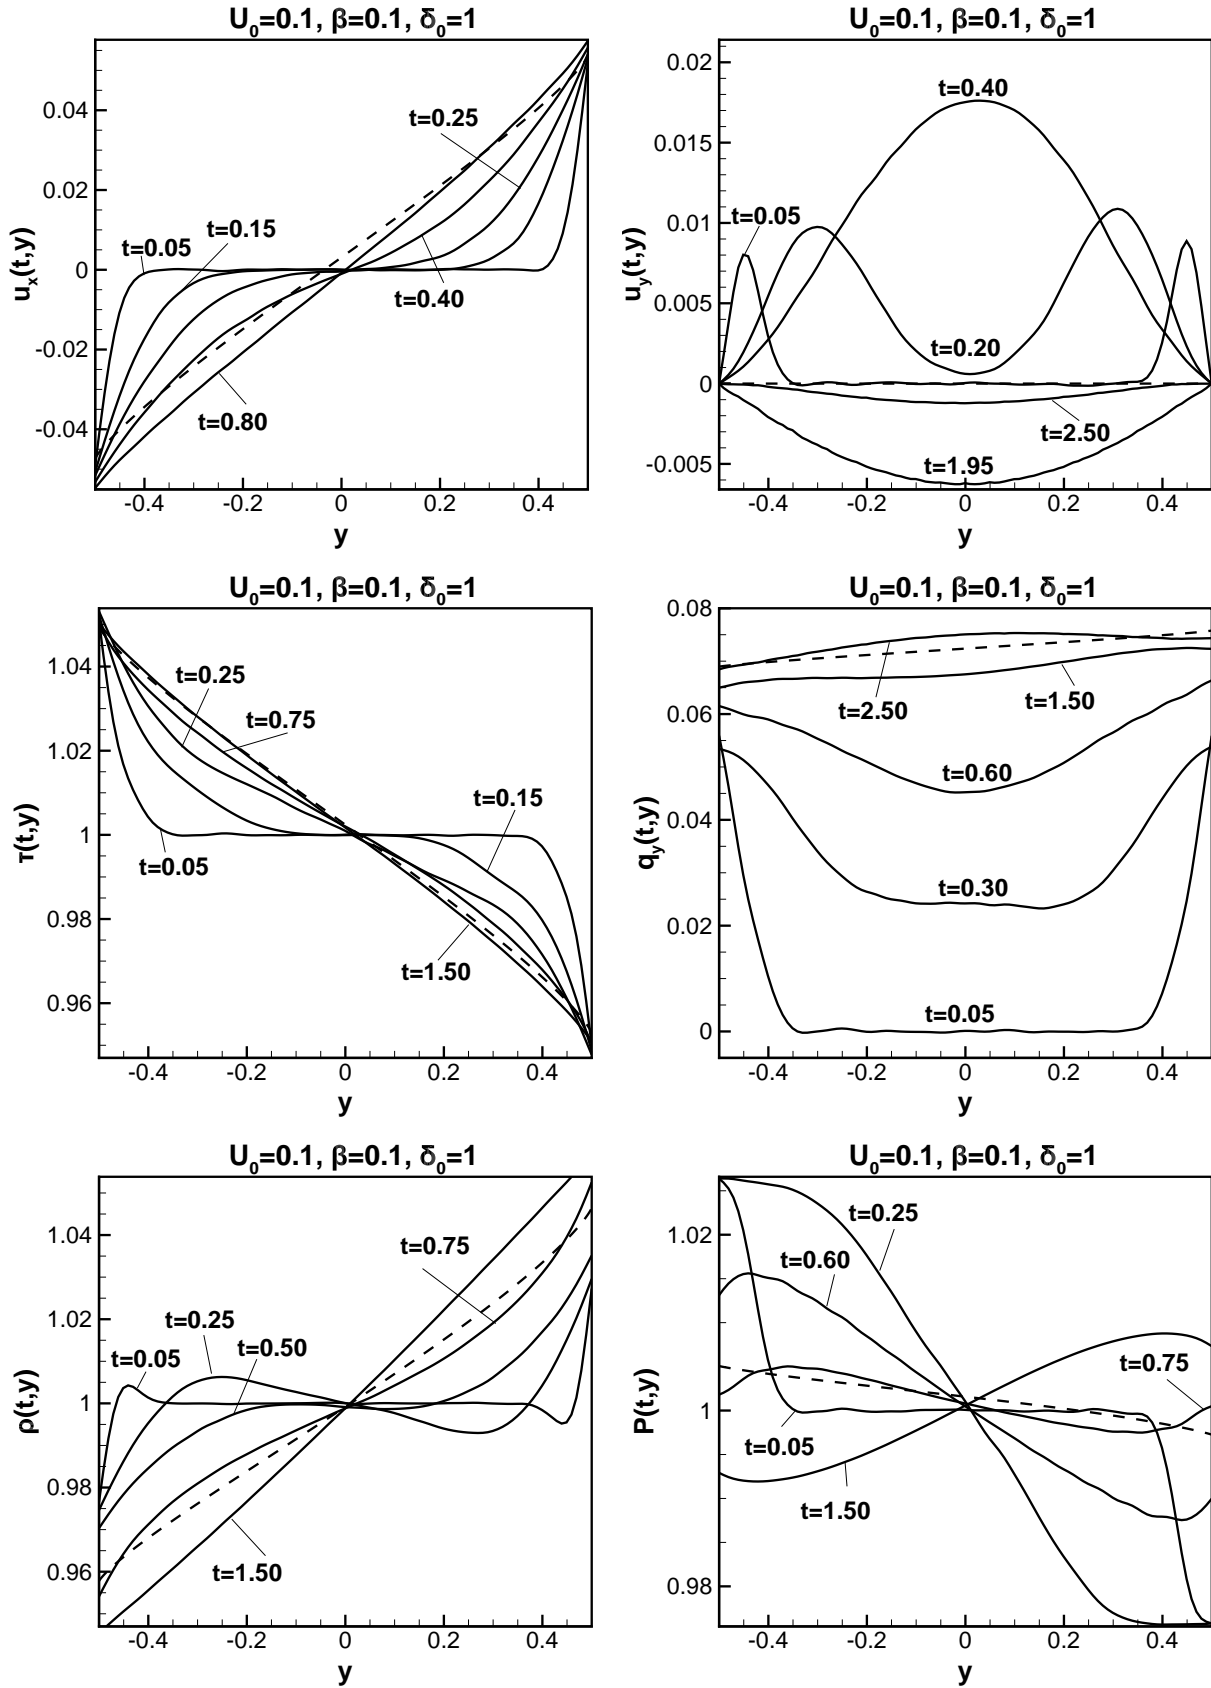 U₀=0.1, β=0.1, δ₀=1
uₓ(t,y)
0.04
0.02
0
-0.02
-0.04
t=0.25
t=0.15
t=0.05
t=0.40
t=0.80
-0.4 -0.2 0 0.2 0.4
y
U₀=0.1, β=0.1, δ₀=1
u_y(t,y)
0.02
0.015
0.01
0.005
0
-0.005
t=0.40
t=0.05
t=0.20
t=2.50
t=1.95
-0.4 -0.2 0 0.2 0.4
y
U₀=0.1, β=0.1, δ₀=1
τ(t,y)
1.04
1.02
1
0.98
0.96
t=0.25
t=0.75
t=0.15
t=0.05
t=1.50
-0.4 -0.2 0 0.2 0.4
y
U₀=0.1, β=0.1, δ₀=1
q_y(t,y)
0.08
0.06
0.04
0.02
0
t=1.50
t=2.50
t=0.60
t=0.30
t=0.05
-0.4 -0.2 0 0.2 0.4
y
U₀=0.1, β=0.1, δ₀=1
ρ(t,y)
1.04
1.02
1
0.98
0.96
t=0.75
t=0.25
t=0.50
t=0.05
t=1.50
-0.4 -0.2 0 0.2 0.4
y
U₀=0.1, β=0.1, δ₀=1
P(t,y)
1.02
1
0.98
t=0.25
t=0.60
t=0.75
t=0.05
t=1.50
-0.4 -0.2 0 0.2 0.4
y